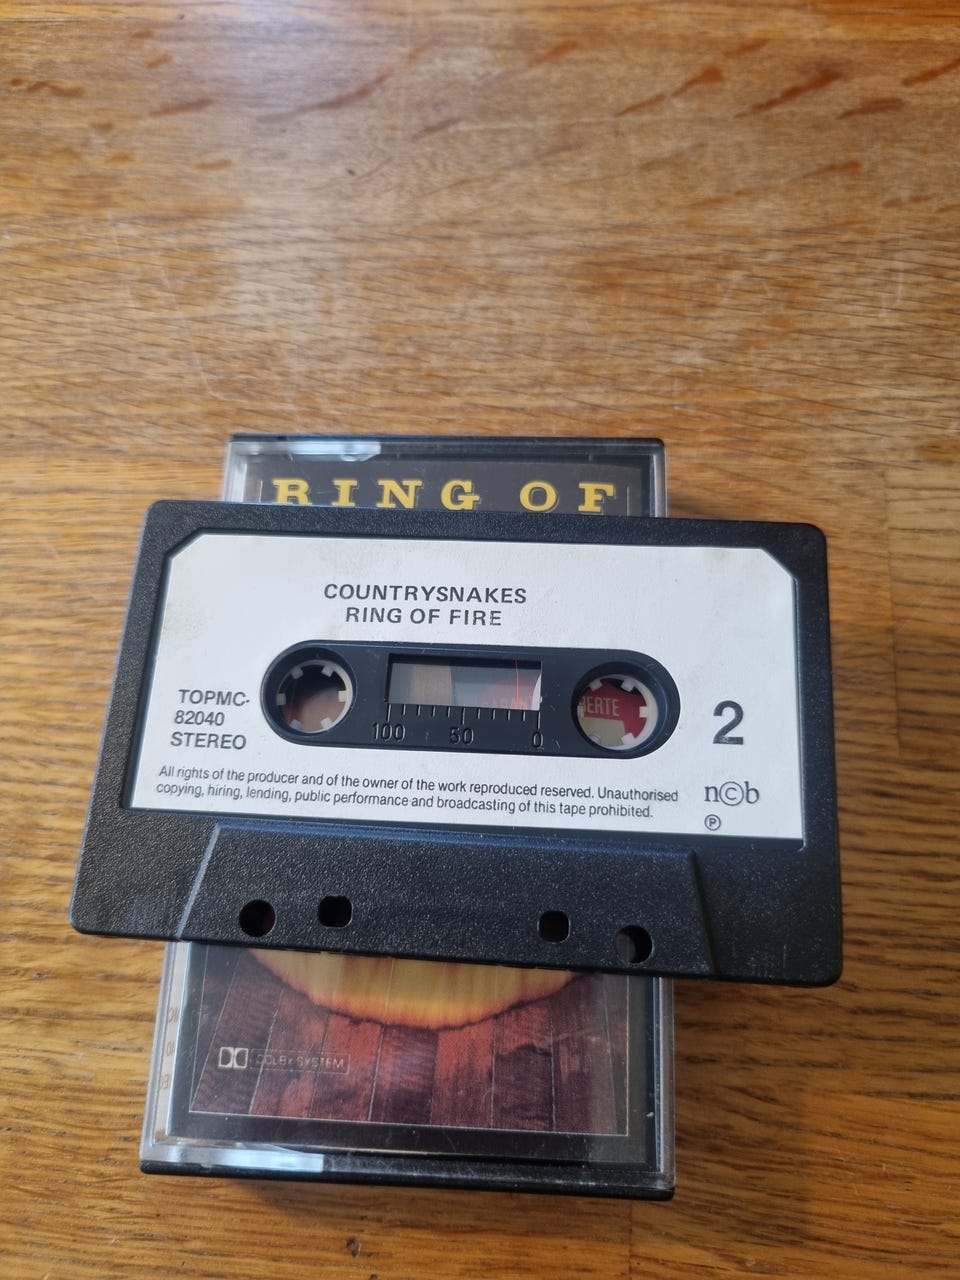 RING OF
COUNTRYSNAKES
RING OF FIRE
TOPMC-
82040
STEREO
2
ERTE
100 50 0
All rights of the producer and of the owner of the work reproduced reserved. Unauthorised
copying, hiring, lending, public performance and broadcasting of this tape prohibited.
n©b
℗
DOLBY SYSTEM